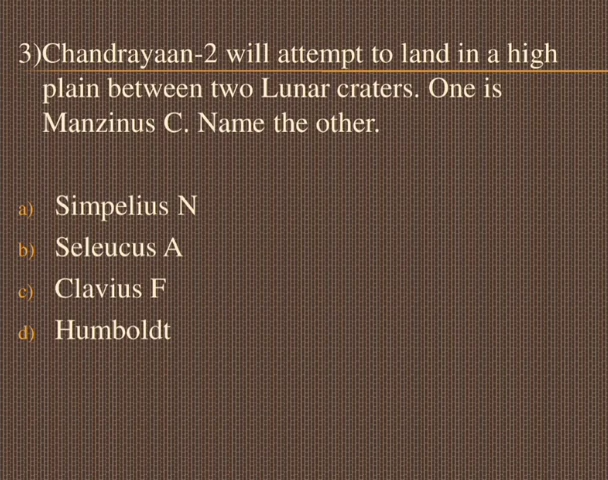 3)Chandrayaan-2 will attempt to land in a high
plain between two Lunar craters. One is
Manzinus C. Name the other.
a) Simpelius N
b) Seleucus A
c) Clavius F
d) Humboldt